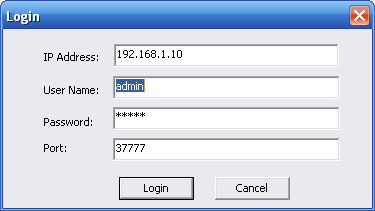 Login
IP Address: 192.168.1.10
User Name: admin
Password: *****
Port: 37777
Login Cancel